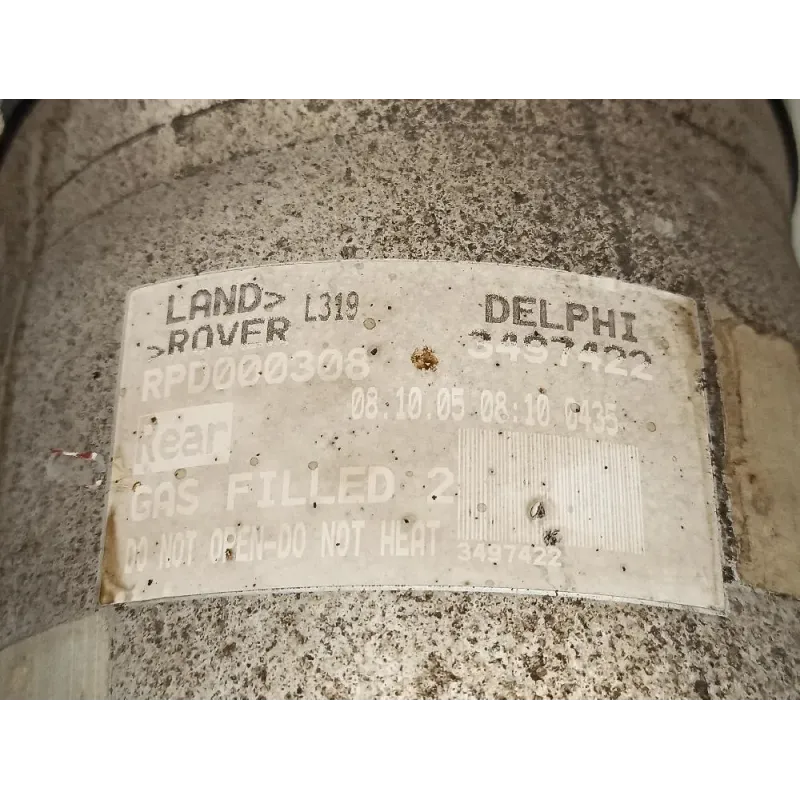 LAND> L319 DELPHI
>ROVER 3497422
RPD000308
08.10.05 08:10 0435
Rear
GAS FILLED 2
DO NOT OPEN-DO NOT HEAT
3497422